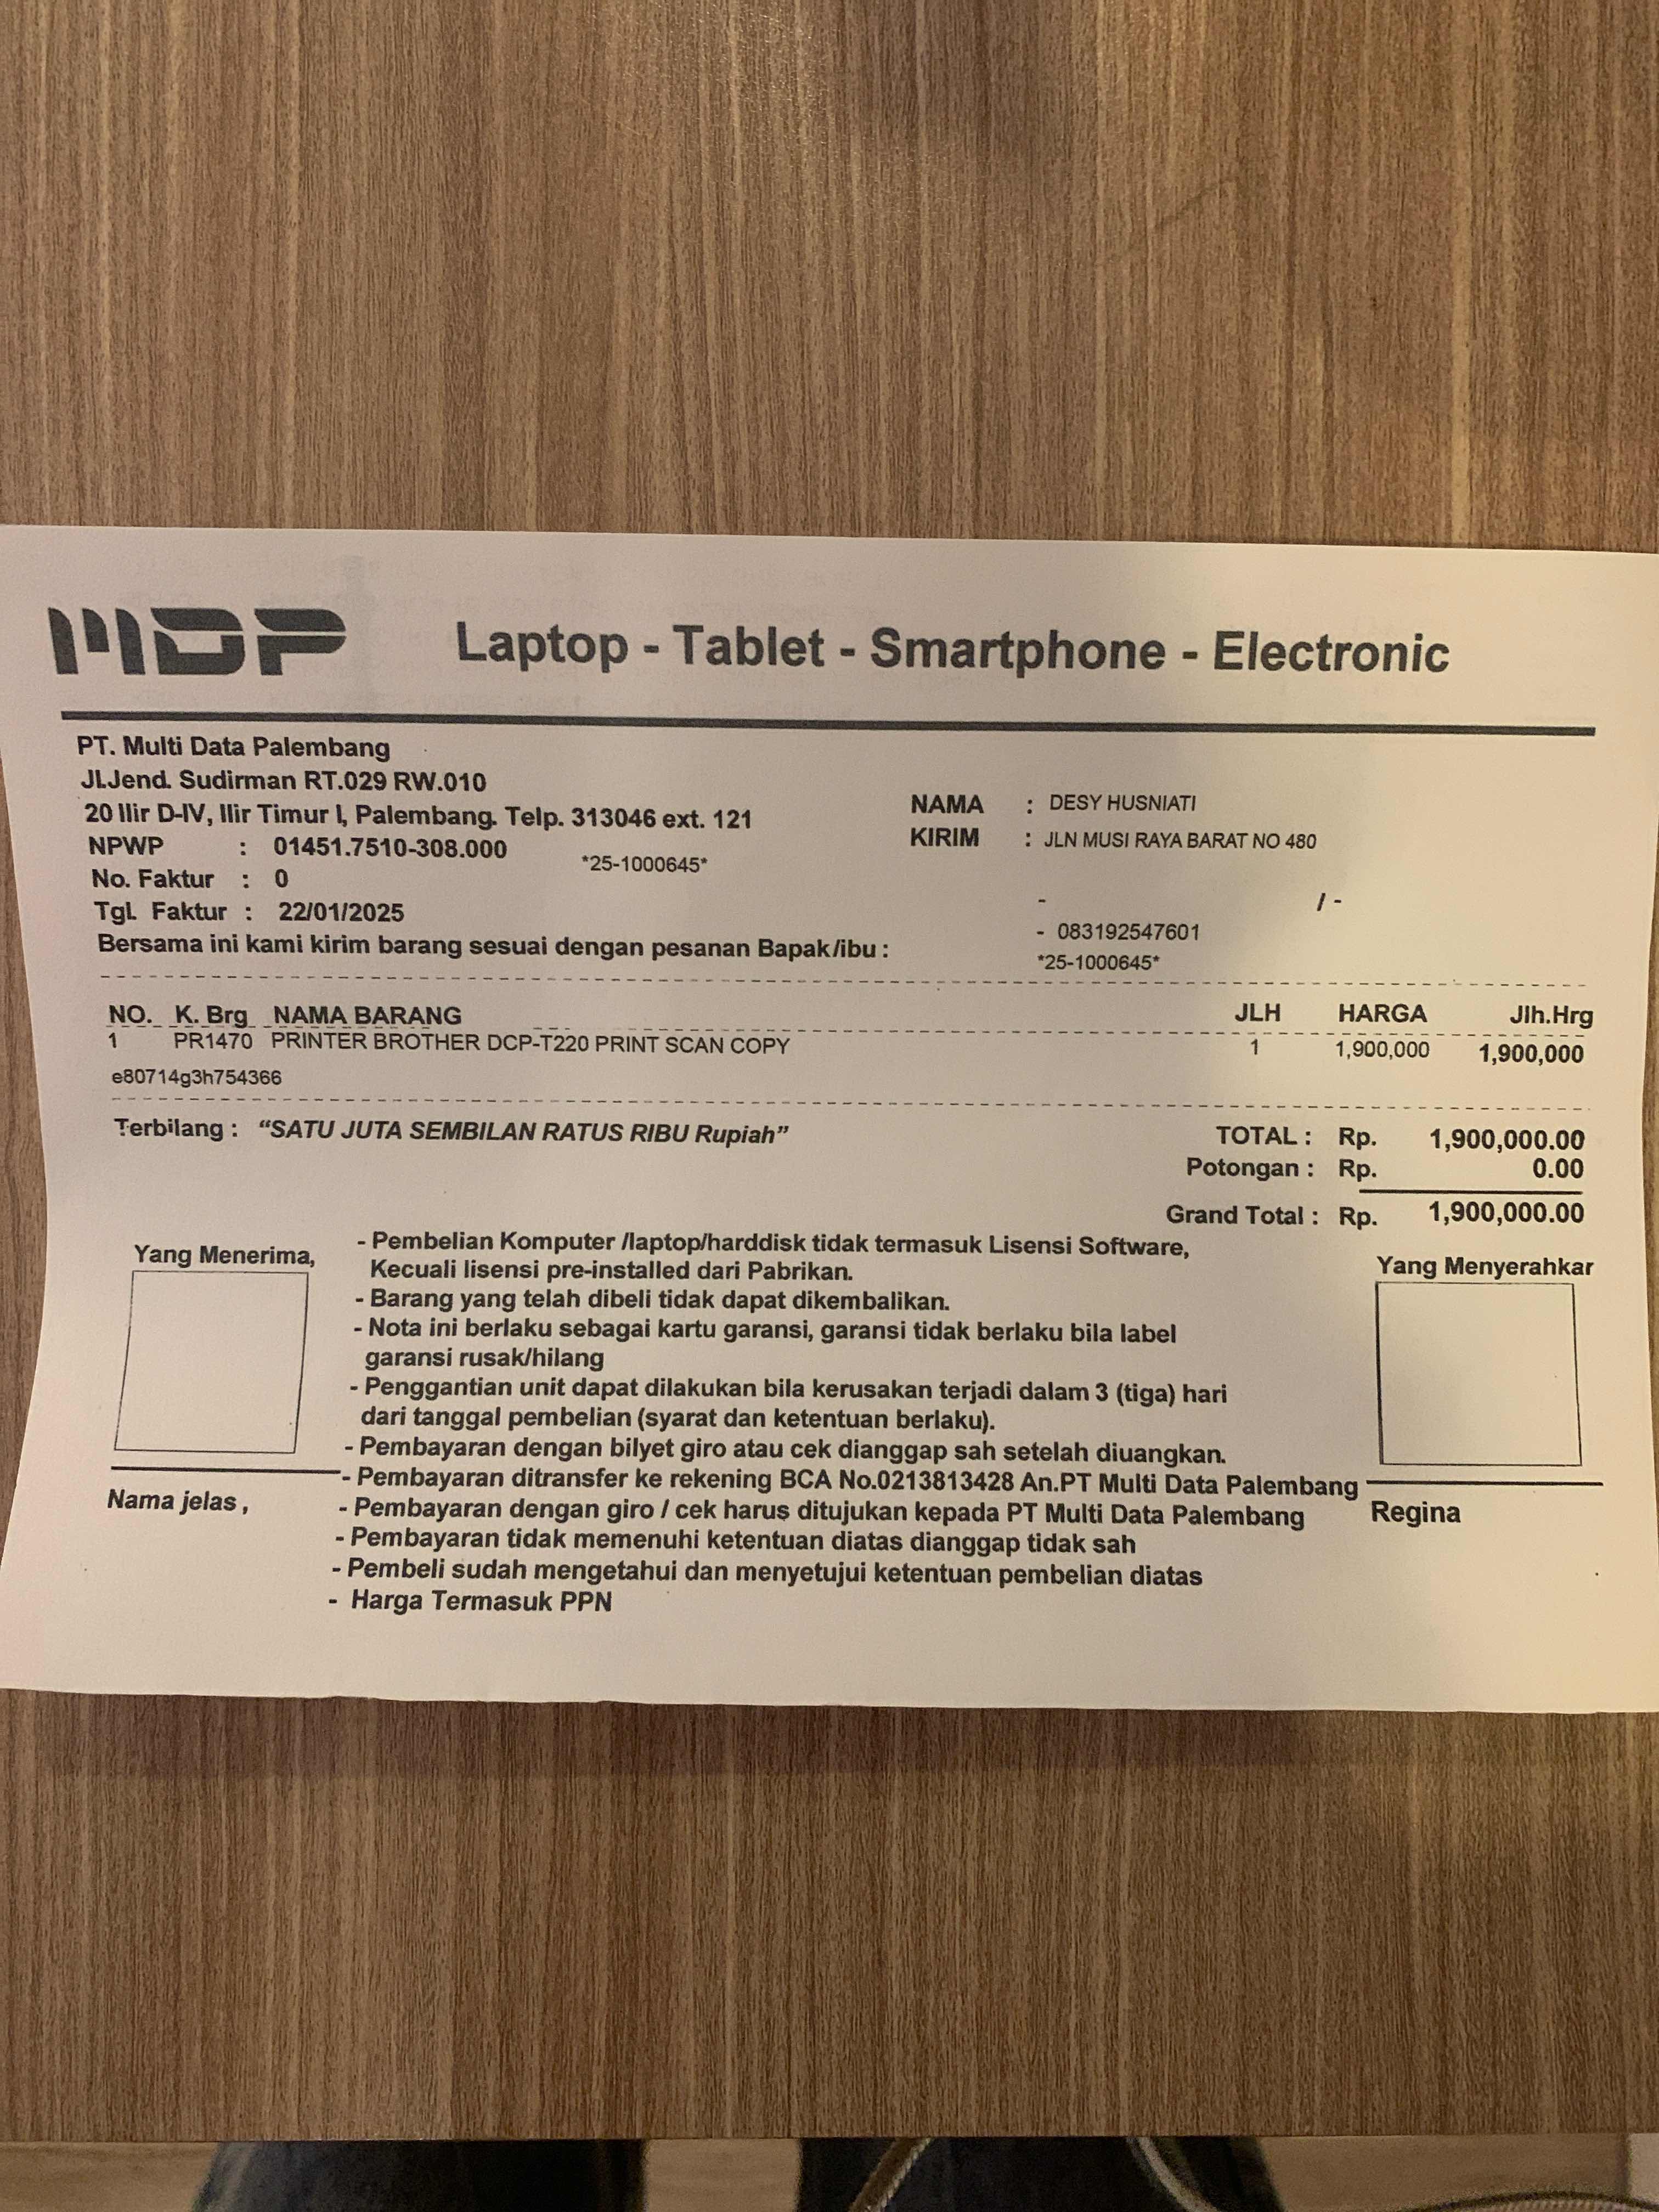 MDP Laptop - Tablet - Smartphone - Electronic
PT. Multi Data Palembang
Jl.Jend. Sudirman RT.029 RW.010
20 Ilir D-IV, Ilir Timur I, Palembang. Telp. 313046 ext. 121
NPWP : 01451.7510-308.000
*25-1000645*
No. Faktur : 0
Tgl. Faktur : 22/01/2025
Bersama ini kami kirim barang sesuai dengan pesanan Bapak/ibu :
NAMA : DESY HUSNIATI
KIRIM : JLN MUSI RAYA BARAT NO 480
- / -
- 083192547601
*25-1000645*
NO. K. Brg NAMA BARANG JLH HARGA Jlh.Hrg
1 PR1470 PRINTER BROTHER DCP-T220 PRINT SCAN COPY 1 1,900,000 1,900,000
e80714g3h754366
Terbilang : “SATU JUTA SEMBILAN RATUS RIBU Rupiah”
TOTAL : Rp. 1,900,000.00
Potongan : Rp. 0.00
Grand Total : Rp. 1,900,000.00
Yang Menerima,
Nama jelas ,
- Pembelian Komputer /laptop/harddisk tidak termasuk Lisensi Software,
Kecuali lisensi pre-installed dari Pabrikan.
- Barang yang telah dibeli tidak dapat dikembalikan.
- Nota ini berlaku sebagai kartu garansi, garansi tidak berlaku bila label
garansi rusak/hilang
- Penggantian unit dapat dilakukan bila kerusakan terjadi dalam 3 (tiga) hari
dari tanggal pembelian (syarat dan ketentuan berlaku).
- Pembayaran dengan bilyet giro atau cek dianggap sah setelah diuangkan.
- Pembayaran ditransfer ke rekening BCA No.0213813428 An.PT Multi Data Palembang
- Pembayaran dengan giro / cek harus ditujukan kepada PT Multi Data Palembang
- Pembayaran tidak memenuhi ketentuan diatas dianggap tidak sah
- Pembeli sudah mengetahui dan menyetujui ketentuan pembelian diatas
- Harga Termasuk PPN
Yang Menyerahkar
Regina